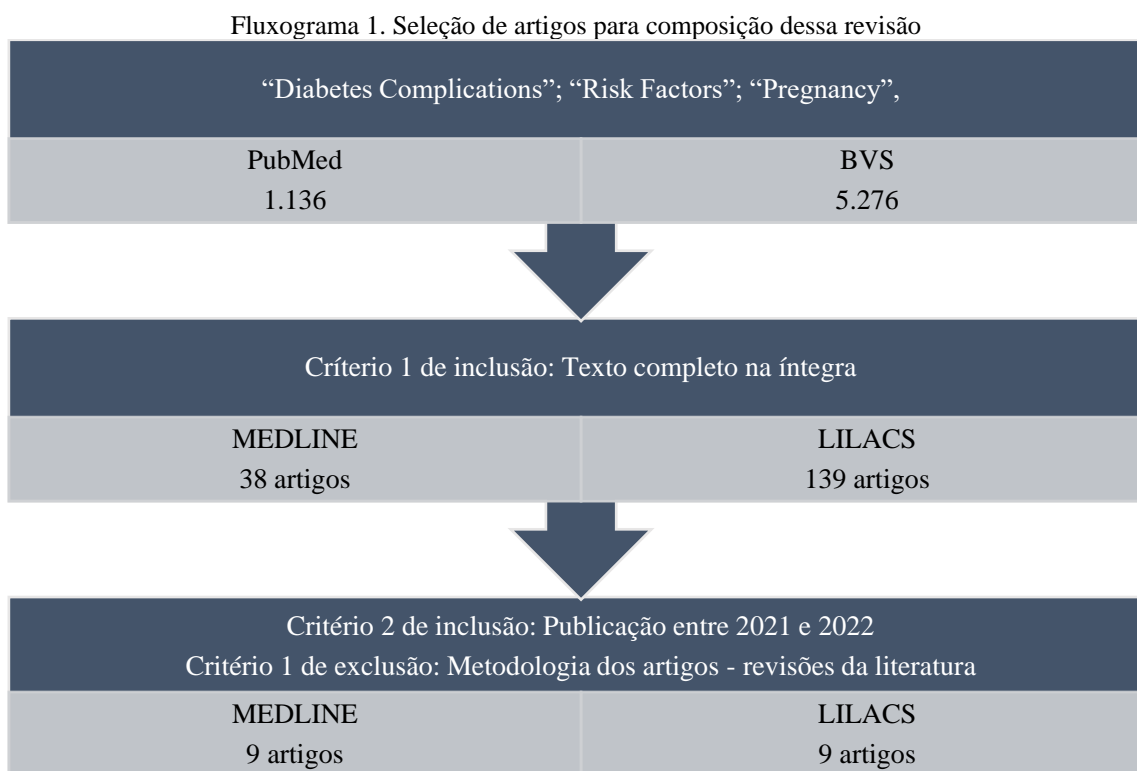 Fluxograma 1. Seleção de artigos para composição dessa revisão
“Diabetes Complications”; “Risk Factors”; “Pregnancy”,
PubMed
1.136
BVS
5.276
Críterio 1 de inclusão: Texto completo na íntegra
MEDLINE
38 artigos
LILACS
139 artigos
Critério 2 de inclusão: Publicação entre 2021 e 2022
Critério 1 de exclusão: Metodologia dos artigos - revisões da literatura
MEDLINE
9 artigos
LILACS
9 artigos